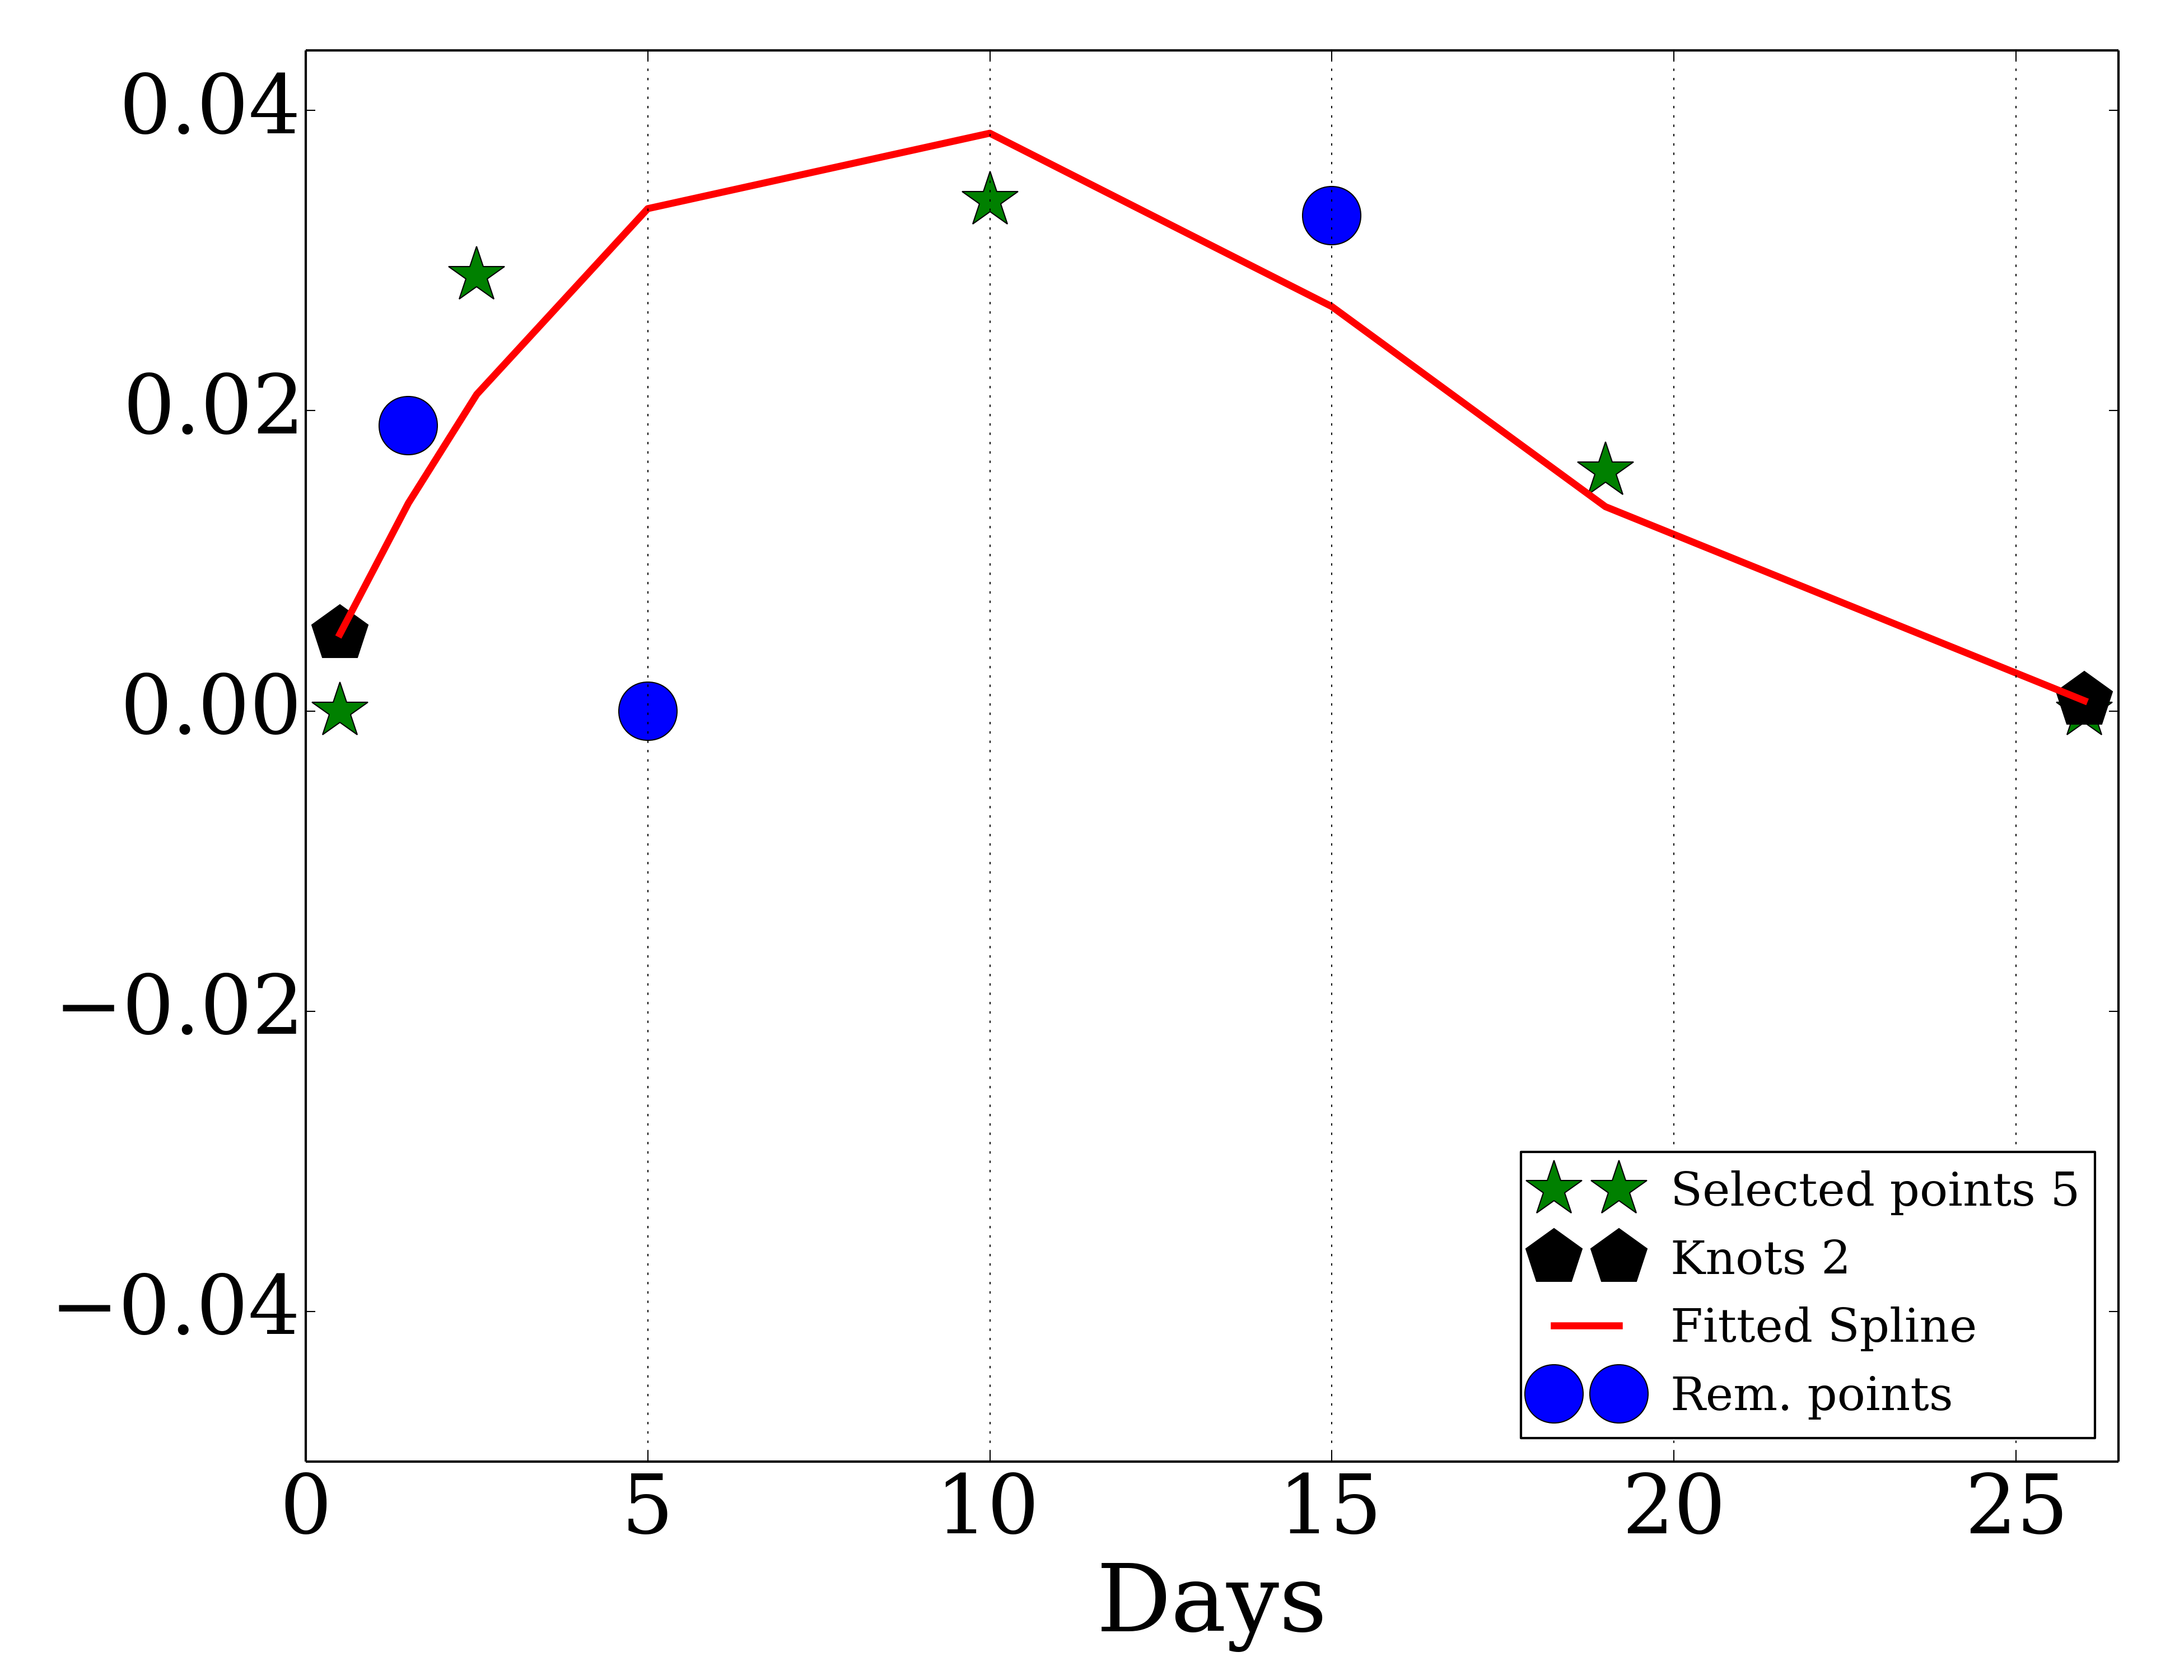 0.04
0.02
0.00
−0.02
−0.04
0 5 10 15 20 25
Days
Selected points 5
Knots 2
Fitted Spline
Rem. points